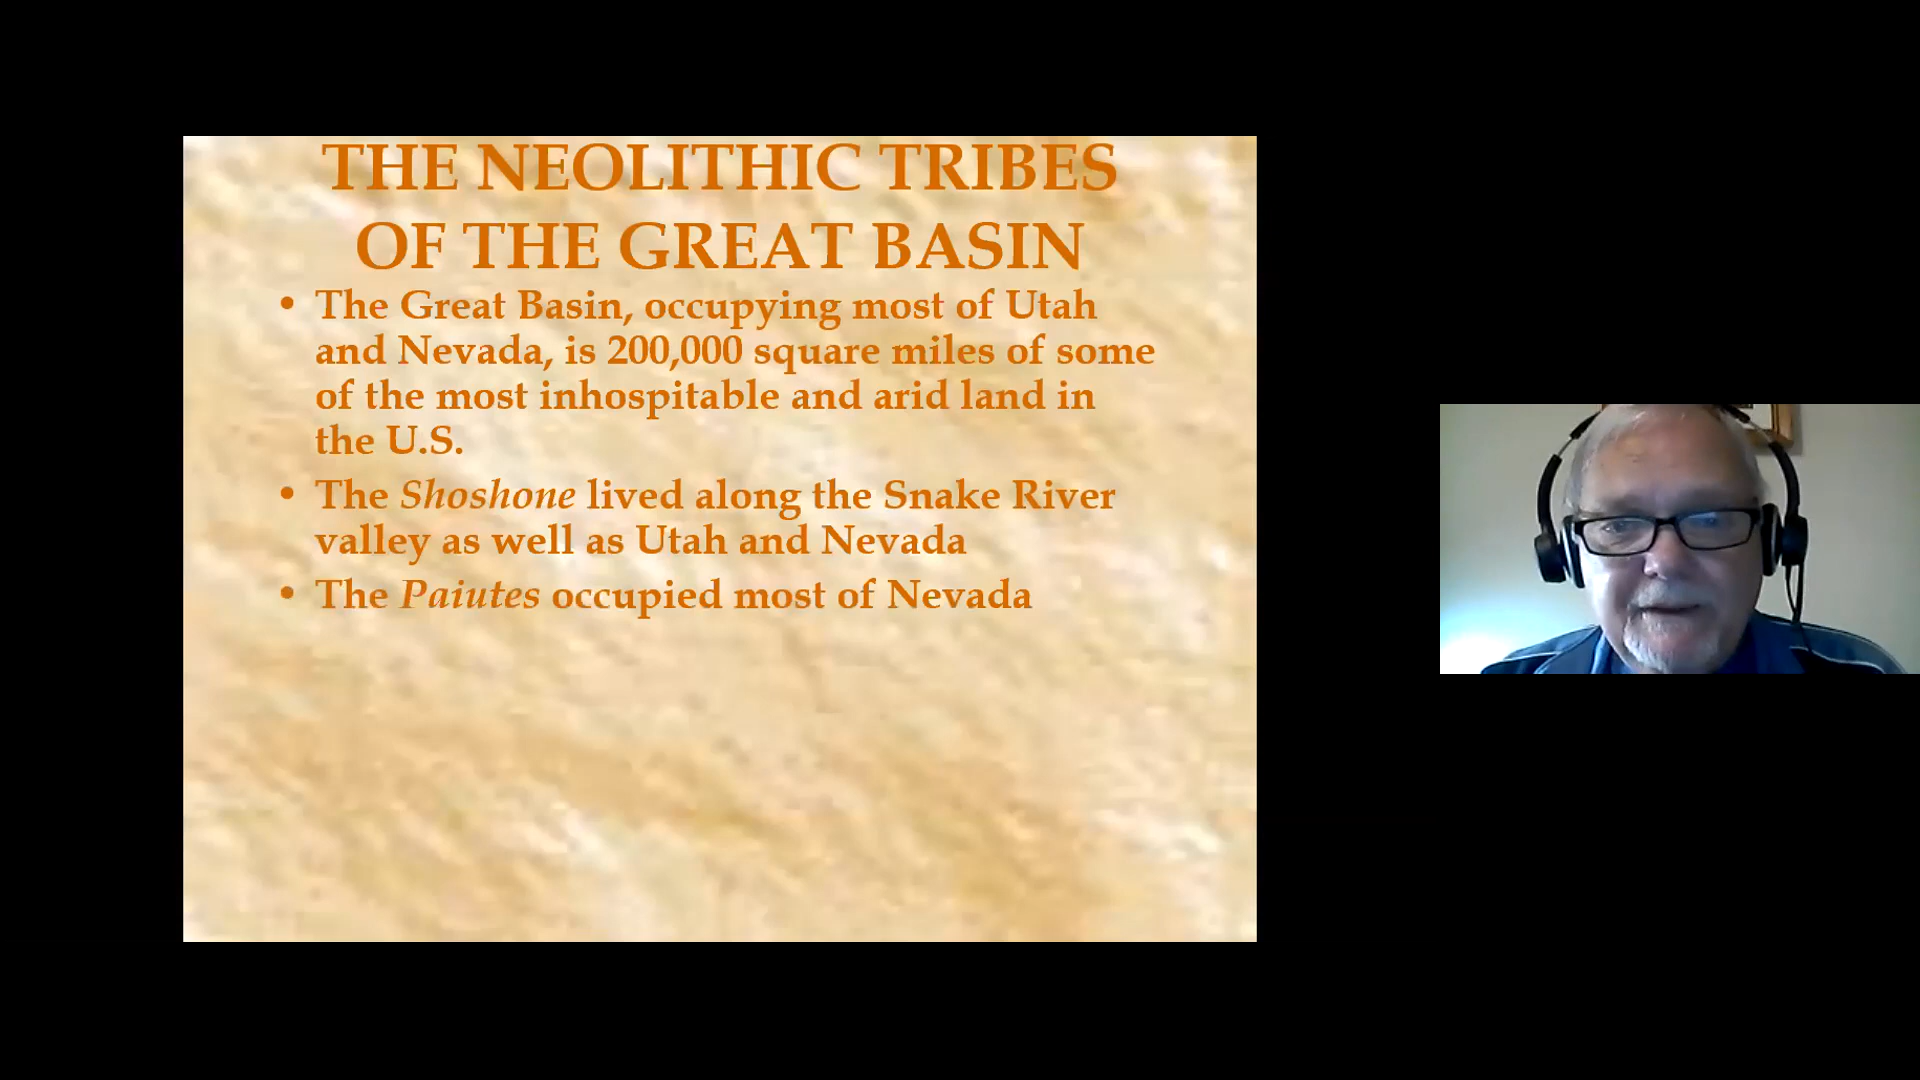 THE NEOLITHIC TRIBES
OF THE GREAT BASIN
• The Great Basin, occupying most of Utah
and Nevada, is 200,000 square miles of some
of the most inhospitable and arid land in
the U.S.
• The Shoshone lived along the Snake River
valley as well as Utah and Nevada
• The Paiutes occupied most of Nevada